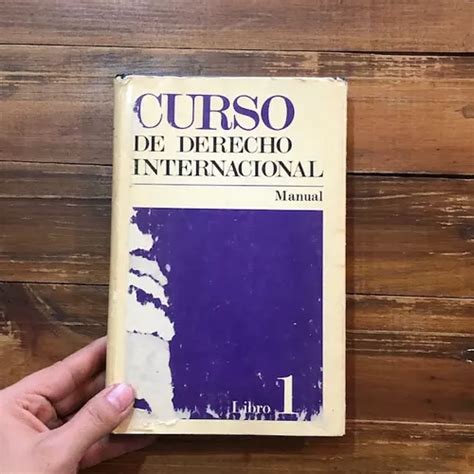 CURSO
DE DERECHO
INTERNACIONAL
Manual
Libro 1